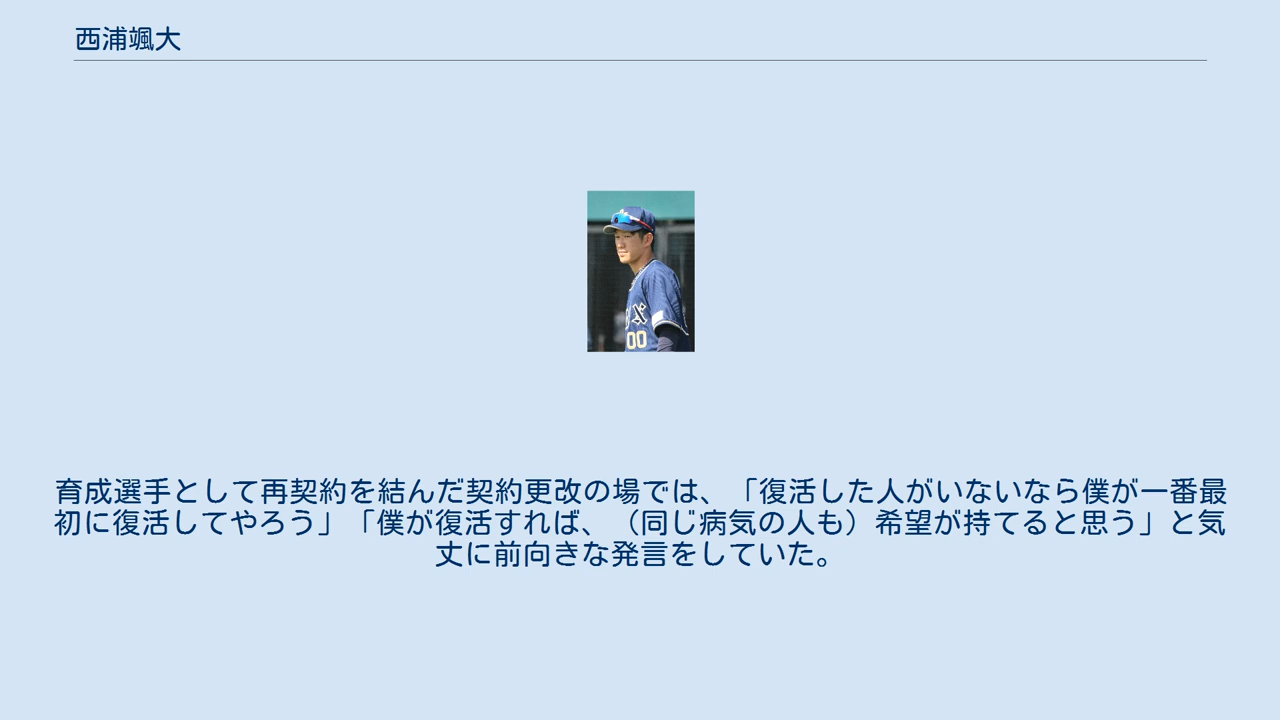 西浦颯大
X
00
育成選手として再契約を結んだ契約更改の場では、「復活した人がいないなら僕が一番最
初に復活してやろう」「僕が復活すれば、（同じ病気の人も）希望が持てると思う」と気
丈に前向きな発言をしていた。